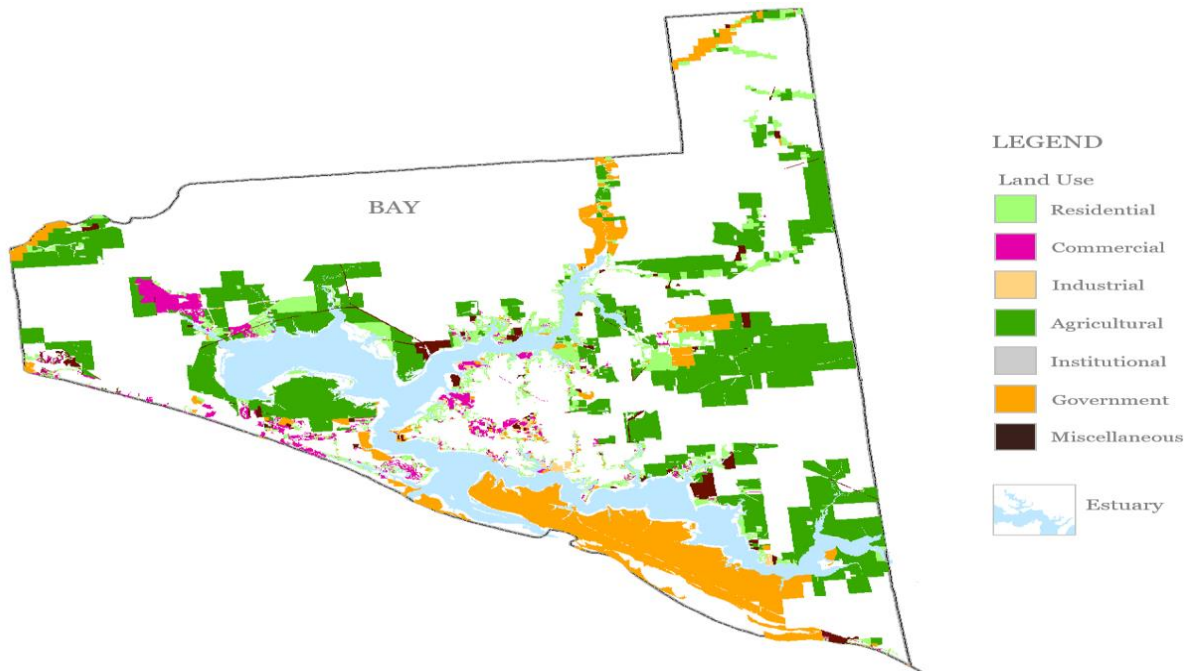 BAY
LEGEND
Land Use
Residential
Commercial
Industrial
Agricultural
Institutional
Government
Miscellaneous
Estuary